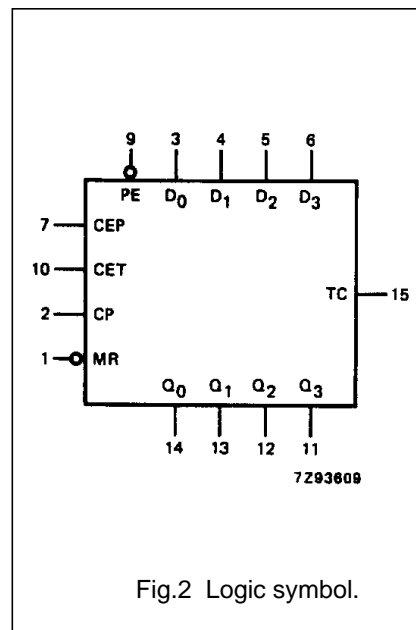 9 3 4 5 6
PE D0 D1 D2 D3
7 CEP
10 CET
TC 15
2 CP
1 MR
Q0 Q1 Q2 Q3
14 13 12 11
7Z93609
Fig.2 Logic symbol.